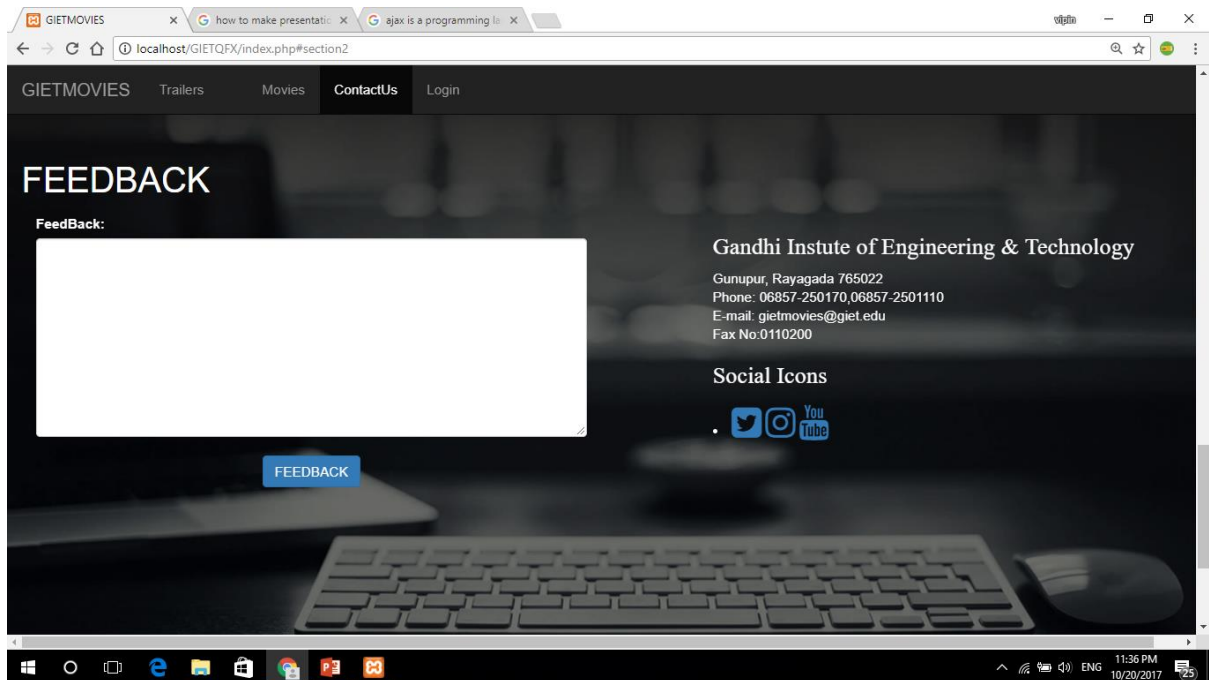 GIETMOVIES
how to make presentatic
ajax is a programming la
localhost/GIETQFX/index.php#section2
GIETMOVIES Trailers Movies ContactUs Login
FEEDBACK
FeedBack:
FEEDBACK
Gandhi Instute of Engineering & Technology
Gunupur, Rayagada 765022
Phone: 06857-250170,06857-2501110
E-mail: gietmovies@giet.edu
Fax No:0110200
Social Icons
You
Tube
ENG
11:36 PM
10/20/2017
25